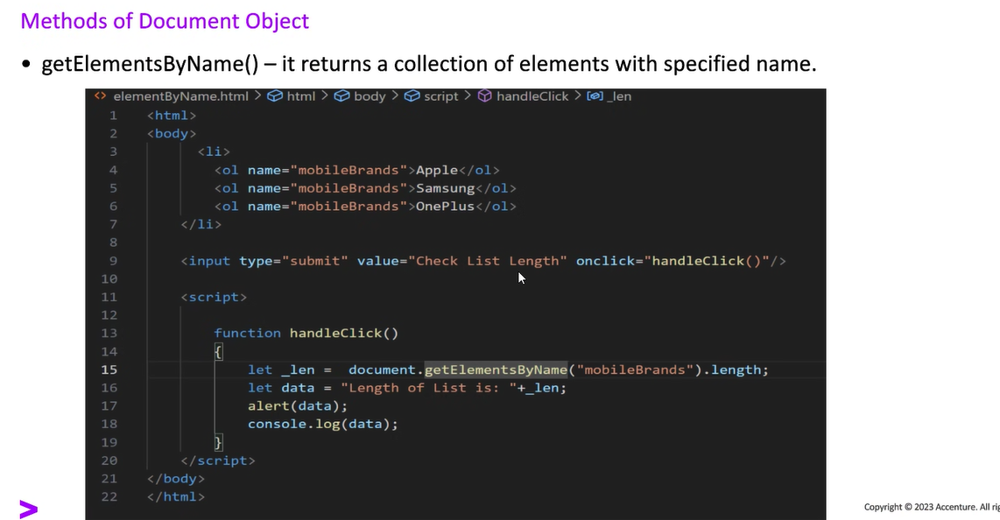 Methods of Document Object
• getElementsByName() – it returns a collection of elements with specified name.
<> elementByName.html > html > body > script > handleClick > _len
1 <html>
2 <body>
3 <li>
4 <ol name="mobileBrands">Apple</ol>
5 <ol name="mobileBrands">Samsung</ol>
6 <ol name="mobileBrands">OnePlus</ol>
7 </li>
8
9 <input type="submit" value="Check List Length" onclick="handleClick()"/>
10
11 <script>
12
13 function handleClick()
14 {
15 let _len = document.getElementsByName("mobileBrands").length;
16 let data = "Length of List is: "+_len;
17 alert(data);
18 console.log(data);
19 }
20 </script>
21 </body>
22 </html>
>
Copyright © 2023 Accenture. All